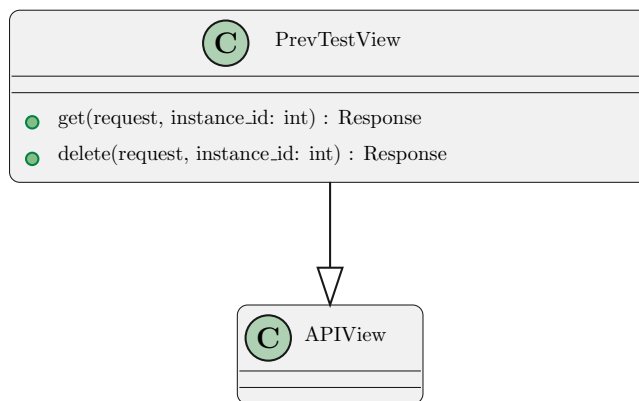 C PrevTestView
get(request, instance_id: int) : Response
delete(request, instance_id: int) : Response
C APIView